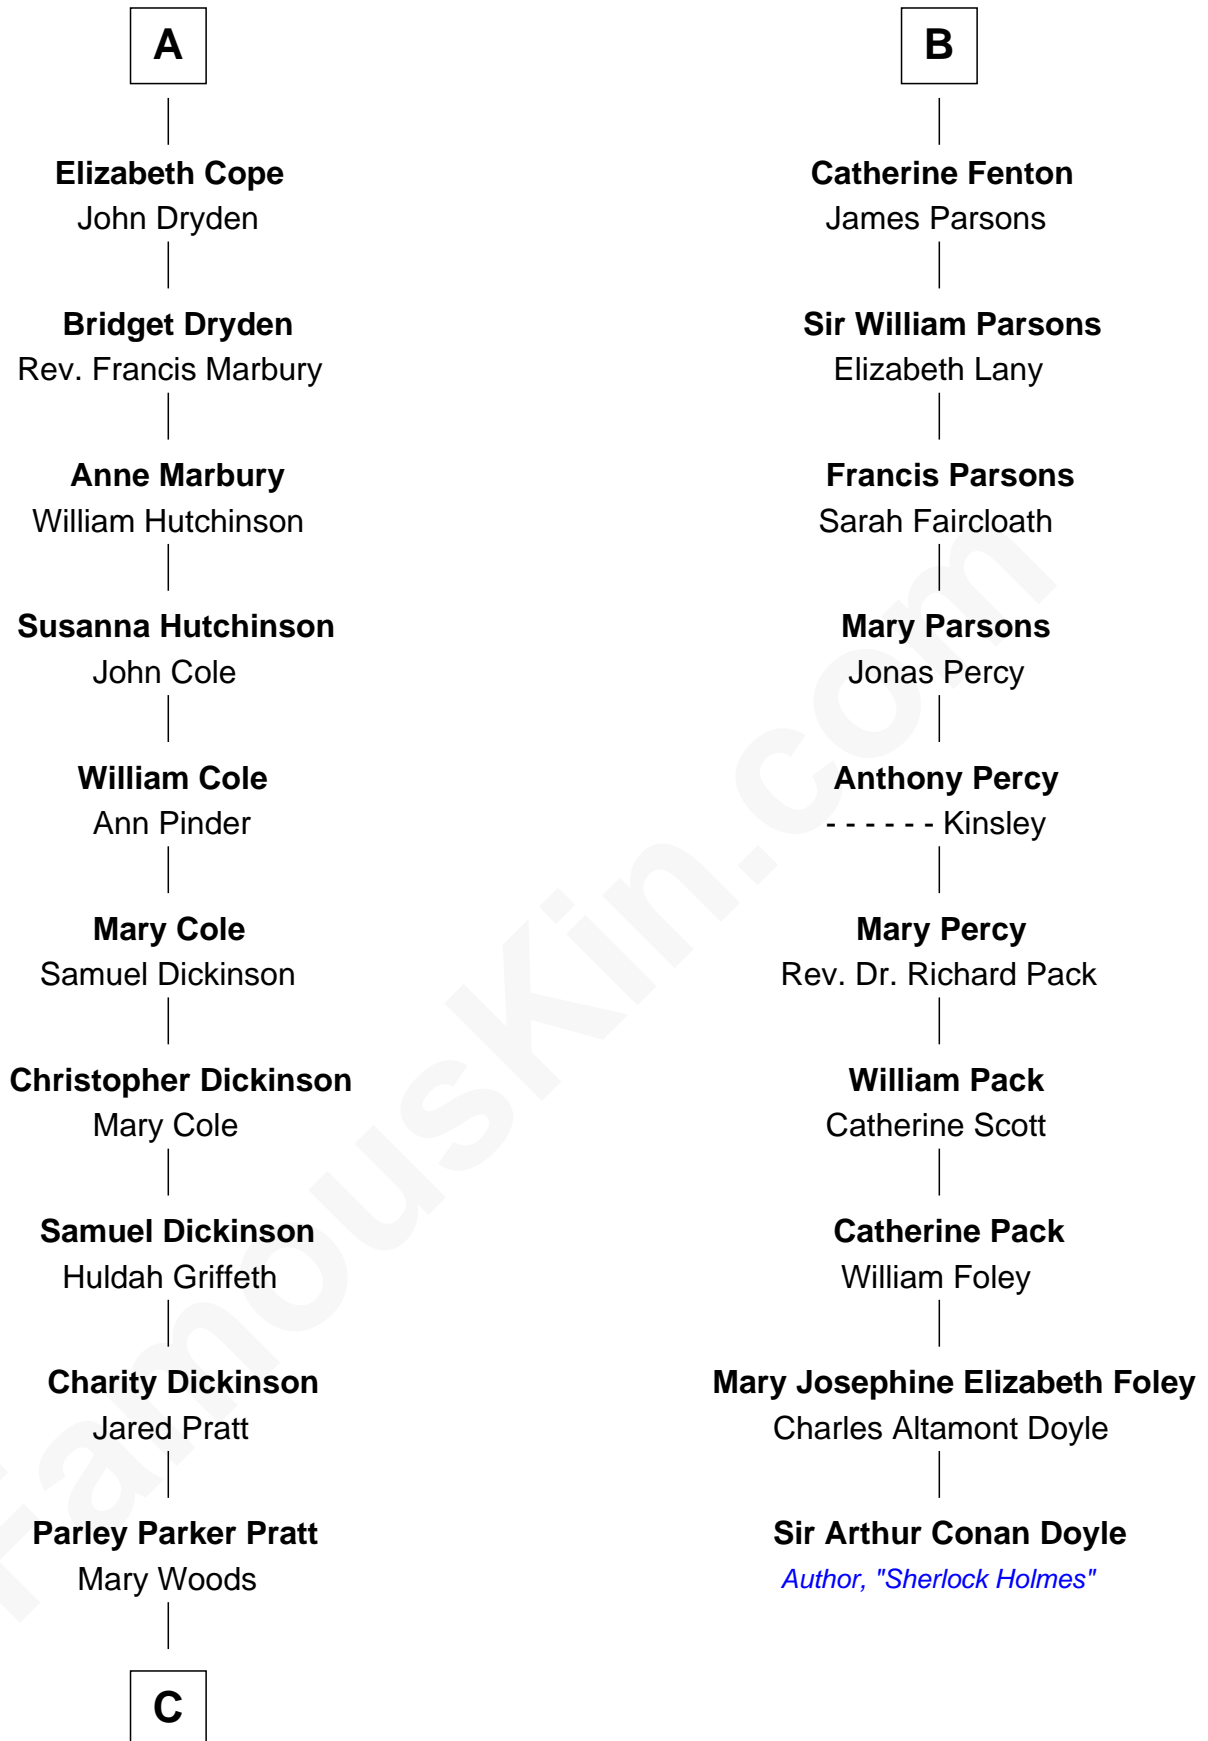 A
Elizabeth Cope
John Dryden
Bridget Dryden
Rev. Francis Marbury
Anne Marbury
William Hutchinson
Susanna Hutchinson
John Cole
William Cole
Ann Pinder
Mary Cole
Samuel Dickinson
Christopher Dickinson
Mary Cole
Samuel Dickinson
Huldah Griffeth
Charity Dickinson
Jared Pratt
Parley Parker Pratt
Mary Woods
C
B
Catherine Fenton
James Parsons
Sir William Parsons
Elizabeth Lany
Francis Parsons
Sarah Faircloath
Mary Parsons
Jonas Percy
Anthony Percy
- - - - - - Kinsley
Mary Percy
Rev. Dr. Richard Pack
William Pack
Catherine Scott
Catherine Pack
William Foley
Mary Josephine Elizabeth Foley
Charles Altamont Doyle
Sir Arthur Conan Doyle
Author, "Sherlock Holmes"
FamousKin.com